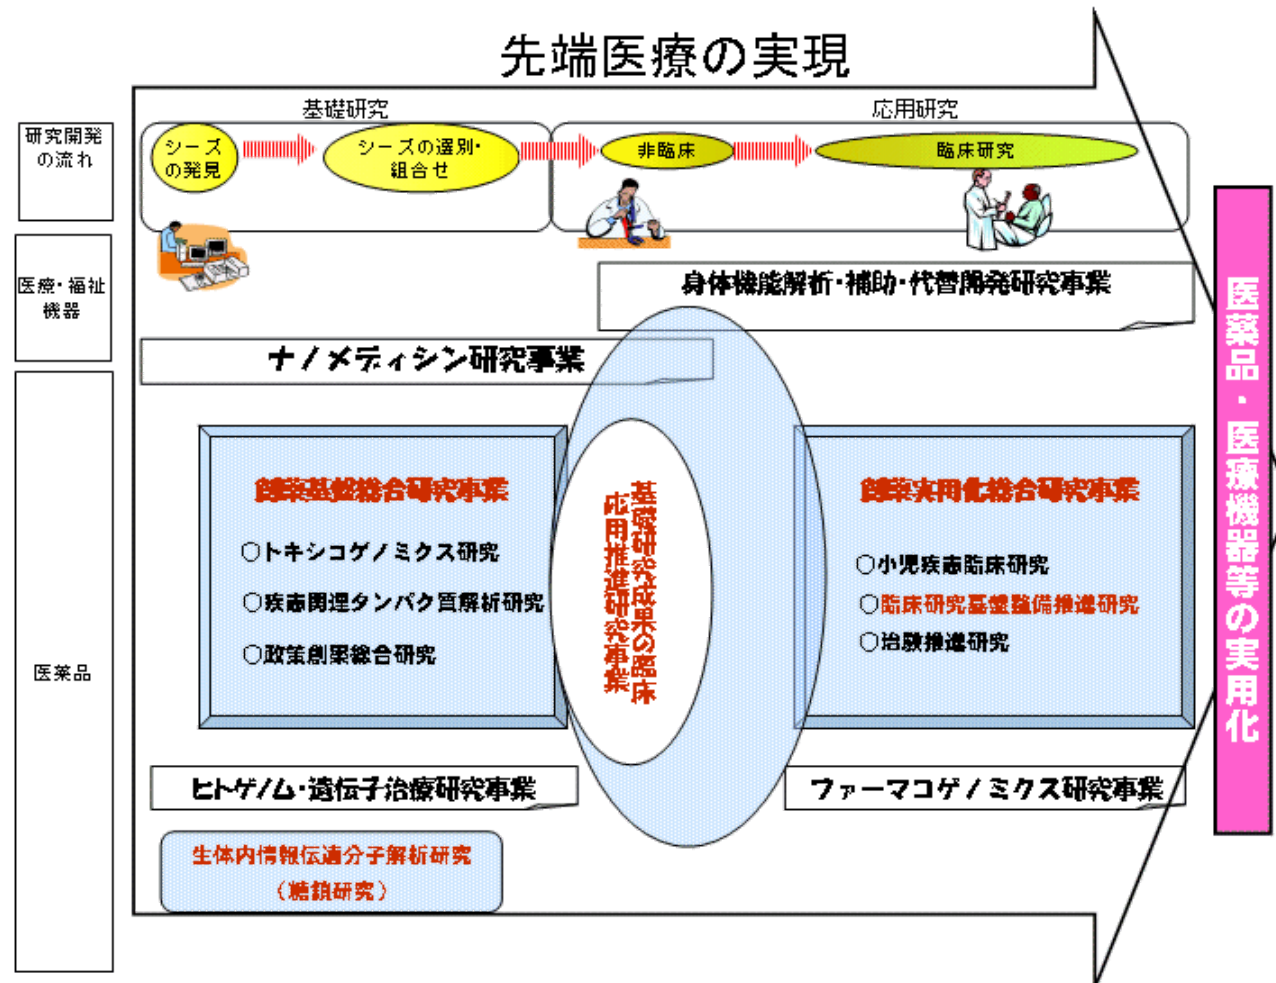 先端医療の実現
基礎研究
応用研究
研究開発
の流れ
シーズ
の発見
シーズの選別・
組合せ
非臨床
臨床研究
医療・福祉
機器
身体機能解析・補助・代替開発研究事業
ナノメディシン研究事業
医薬品
創薬基盤総合研究事業
○トキシコゲノミクス研究
○疾患関連タンパク質解析研究
○政策創薬総合研究
基礎研究成果の臨床
応用推進研究事業
創薬実用化総合研究事業
○小児疾患臨床研究
○臨床研究基盤整備推進研究
○治験推進研究
ヒトゲノム・遺伝子治療研究事業
ファーマコゲノミクス研究事業
生体内情報伝達分子解析研究
（糖鎖研究）
医薬品・医療機器等の実用化